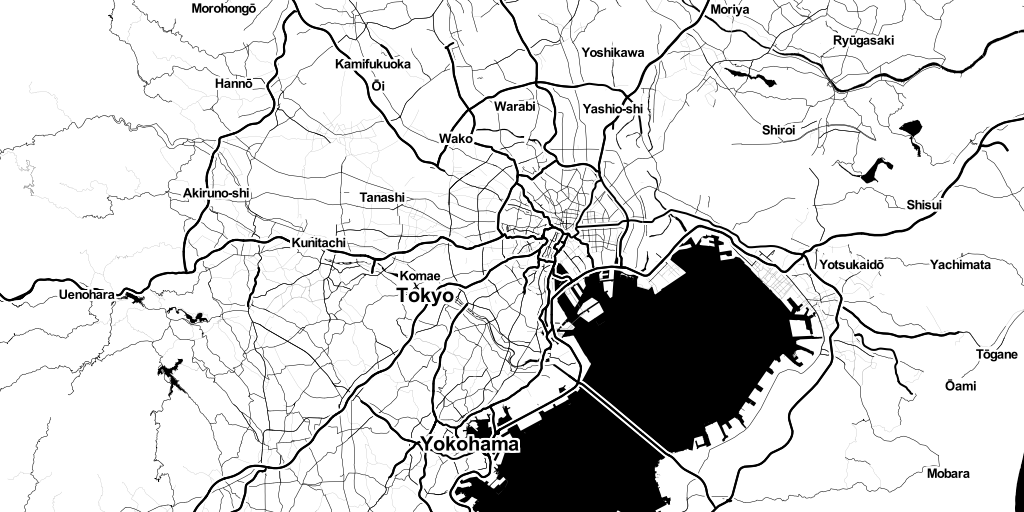 Morohongō
Moriya
Ryūgasaki
Yoshikawa
Kamifukuoka
Hannō
Ōi
Warabi
Yashio-shi
Shiroi
Wako
Akiruno-shi
Tanashi
Shisui
Kunitachi
Komae
Yotsukaidō
Yachimata
Uenohara
Tokyo
Tōgane
Ōami
Yokohama
Mobara